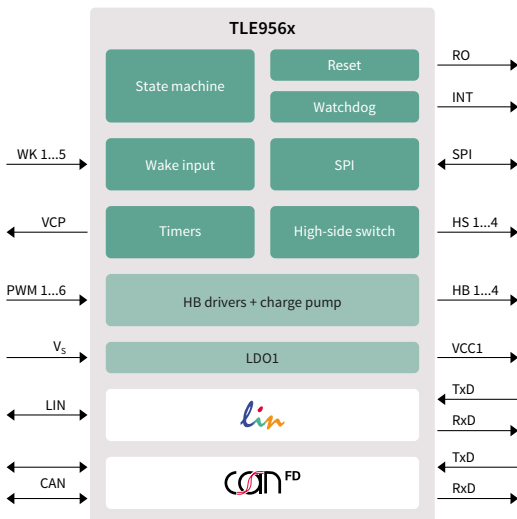 TLE956x
State machine
Reset
RO
Watchdog
INT
WK 1...5
Wake input
SPI
SPI
VCP
Timers
High-side switch
HS 1...4
PWM 1...6
HB drivers + charge pump
HB 1...4
VS
LDO1
VCC1
LIN
lin
TxD
RxD
CAN
CAN FD
TxD
RxD